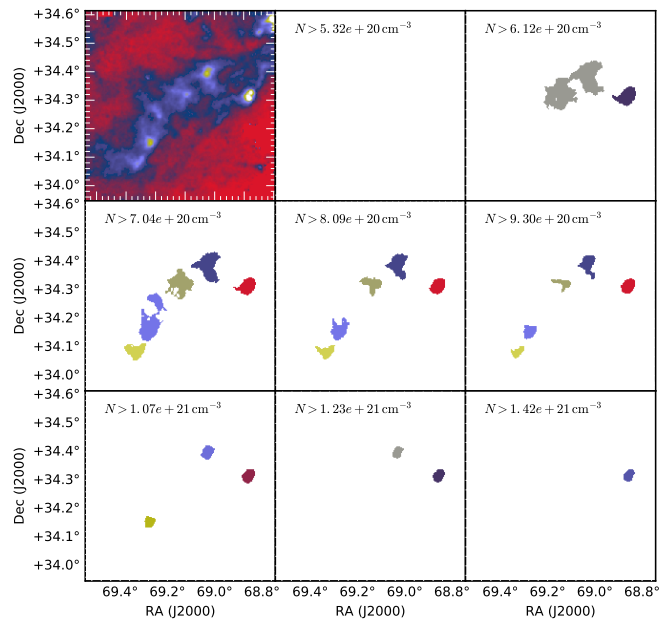 +34.6°
+34.5°
+34.4°
+34.3°
+34.2°
+34.1°
+34.0°
Dec (J2000)
N > 5.32e + 20 cm⁻³
N > 6.12e + 20 cm⁻³
+34.6°
+34.5°
+34.4°
+34.3°
+34.2°
+34.1°
+34.0°
Dec (J2000)
N > 7.04e + 20 cm⁻³
N > 8.09e + 20 cm⁻³
N > 9.30e + 20 cm⁻³
+34.6°
+34.5°
+34.4°
+34.3°
+34.2°
+34.1°
+34.0°
Dec (J2000)
N > 1.07e + 21 cm⁻³
N > 1.23e + 21 cm⁻³
N > 1.42e + 21 cm⁻³
69.4° 69.2° 69.0° 68.8° 69.4° 69.2° 69.0° 68.8° 69.4° 69.2° 69.0° 68.8°
RA (J2000) RA (J2000) RA (J2000)